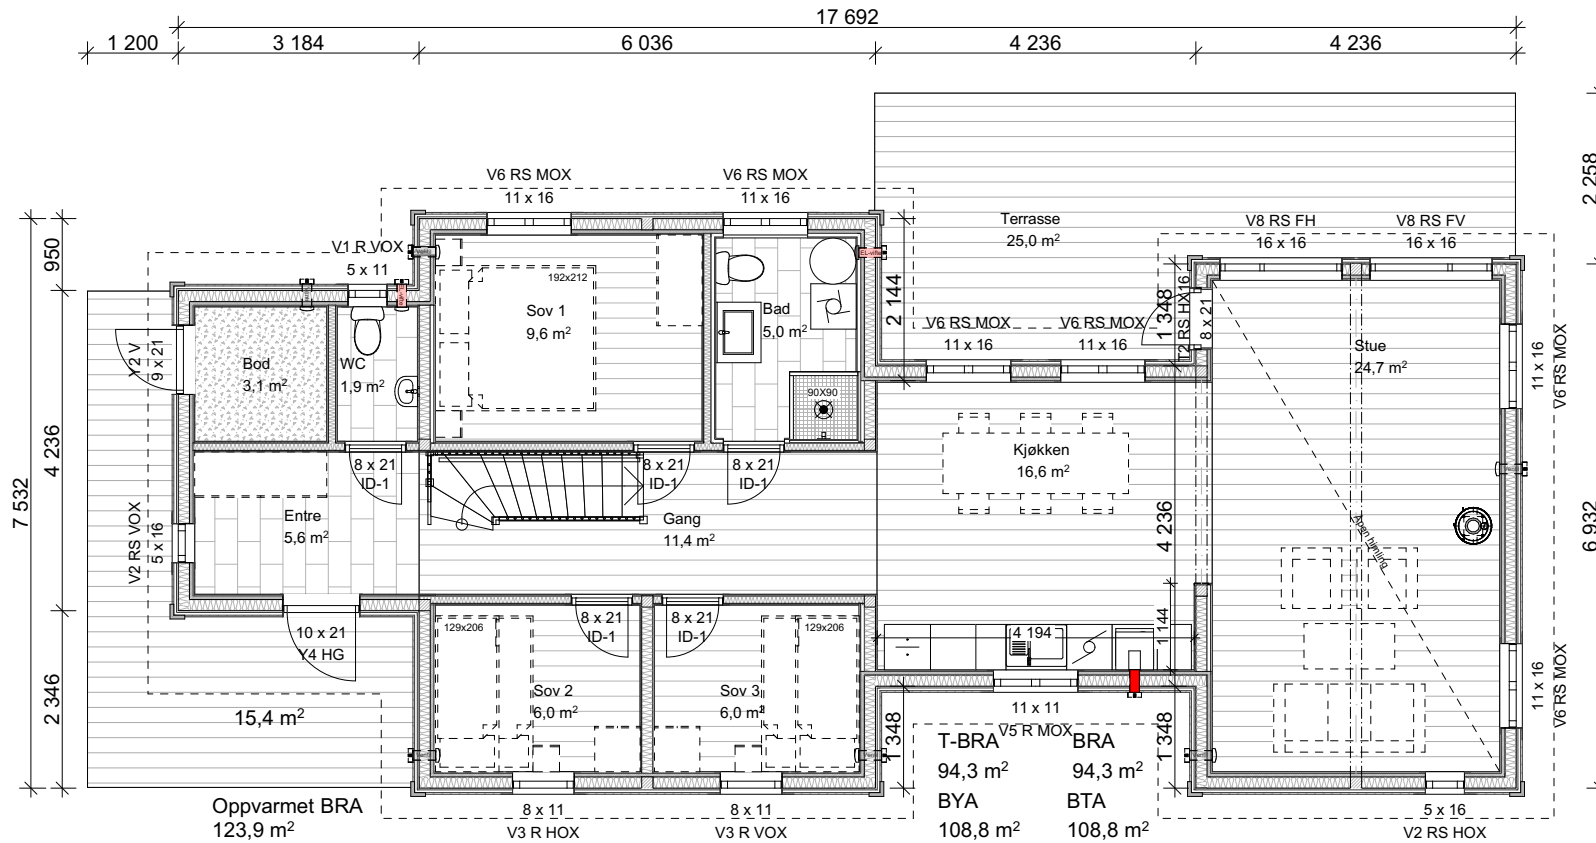 17 692
1 200
3 184
6 036
4 236
4 236
2 258
6 932
7 532
950
4 236
2 346
V6 RS MOX
11 x 16
V6 RS MOX
11 x 16
Terrasse
25,0 m²
V8 RS FH
16 x 16
V8 RS FV
16 x 16
V1 R VOX
5 x 11
EL-vifte
192x212
Sov 1
9,6 m²
Bad
5,0 m²
90X90
2 144
1 348
T2 RS HX16
8 x 21
V6 RS MOX
11 x 16
V6 RS MOX
11 x 16
Stue
24,7 m²
11 x 16
V6 RS MOX
Y2 V
9 x 21
Bod
3,1 m²
WC
1,9 m²
8 x 21
ID-1
8 x 21
ID-1
8 x 21
ID-1
Kjøkken
16,6 m²
4 236
Entre
5,6 m²
Gang
11,4 m²
V2 RS VOX
5 x 16
Åpen himling
10 x 21
Y4 HG
15,4 m²
129x206
8 x 21
ID-1
8 x 21
ID-1
129x206
Sov 2
6,0 m²
Sov 3
6,0 m²
4 194
1 144
11 x 16
V6 RS MOX
1 348
11 x 11
V5 R MOX
1 348
T-BRA
94,3 m²
BRA
94,3 m²
BYA
108,8 m²
BTA
108,8 m²
Oppvarmet BRA
123,9 m²
8 x 11
V3 R HOX
8 x 11
V3 R VOX
5 x 16
V2 RS HOX